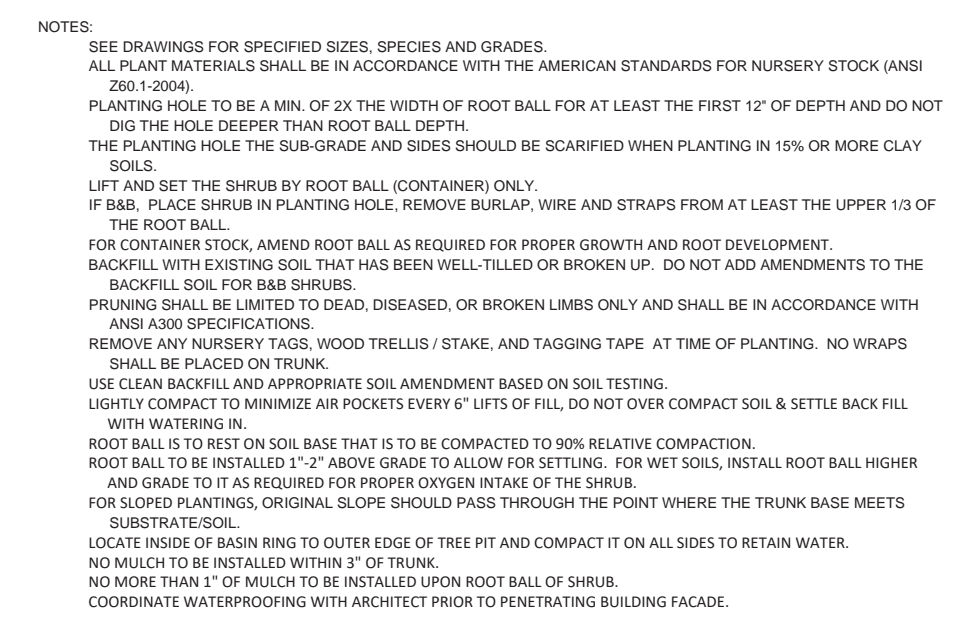 NOTES:
SEE DRAWINGS FOR SPECIFIED SIZES, SPECIES AND GRADES.
ALL PLANT MATERIALS SHALL BE IN ACCORDANCE WITH THE AMERICAN STANDARDS FOR NURSERY STOCK (ANSI
Z60.1-2004).
PLANTING HOLE TO BE A MIN. OF 2X THE WIDTH OF ROOT BALL FOR AT LEAST THE FIRST 12" OF DEPTH AND DO NOT
DIG THE HOLE DEEPER THAN ROOT BALL DEPTH.
THE PLANTING HOLE THE SUB-GRADE AND SIDES SHOULD BE SCARIFIED WHEN PLANTING IN 15% OR MORE CLAY
SOILS.
LIFT AND SET THE SHRUB BY ROOT BALL (CONTAINER) ONLY.
IF B&B, PLACE SHRUB IN PLANTING HOLE, REMOVE BURLAP, WIRE AND STRAPS FROM AT LEAST THE UPPER 1/3 OF
THE ROOT BALL.
FOR CONTAINER STOCK, AMEND ROOT BALL AS REQUIRED FOR PROPER GROWTH AND ROOT DEVELOPMENT.
BACKFILL WITH EXISTING SOIL THAT HAS BEEN WELL-TILLED OR BROKEN UP. DO NOT ADD AMENDMENTS TO THE
BACKFILL SOIL FOR B&B SHRUBS.
PRUNING SHALL BE LIMITED TO DEAD, DISEASED, OR BROKEN LIMBS ONLY AND SHALL BE IN ACCORDANCE WITH
ANSI A300 SPECIFICATIONS.
REMOVE ANY NURSERY TAGS, WOOD TRELLIS / STAKE, AND TAGGING TAPE AT TIME OF PLANTING. NO WRAPS
SHALL BE PLACED ON TRUNK.
USE CLEAN BACKFILL AND APPROPRIATE SOIL AMENDMENT BASED ON SOIL TESTING.
LIGHTLY COMPACT TO MINIMIZE AIR POCKETS EVERY 6" LIFTS OF FILL, DO NOT OVER COMPACT SOIL & SETTLE BACK FILL
WITH WATERING IN.
ROOT BALL IS TO REST ON SOIL BASE THAT IS TO BE COMPACTED TO 90% RELATIVE COMPACTION.
ROOT BALL TO BE INSTALLED 1"-2" ABOVE GRADE TO ALLOW FOR SETTLING. FOR WET SOILS, INSTALL ROOT BALL HIGHER
AND GRADE TO IT AS REQUIRED FOR PROPER OXYGEN INTAKE OF THE SHRUB.
FOR SLOPED PLANTINGS, ORIGINAL SLOPE SHOULD PASS THROUGH THE POINT WHERE THE TRUNK BASE MEETS
SUBSTRATE/SOIL.
LOCATE INSIDE OF BASIN RING TO OUTER EDGE OF TREE PIT AND COMPACT IT ON ALL SIDES TO RETAIN WATER.
NO MULCH TO BE INSTALLED WITHIN 3" OF TRUNK.
NO MORE THAN 1" OF MULCH TO BE INSTALLED UPON ROOT BALL OF SHRUB.
COORDINATE WATERPROOFING WITH ARCHITECT PRIOR TO PENETRATING BUILDING FACADE.